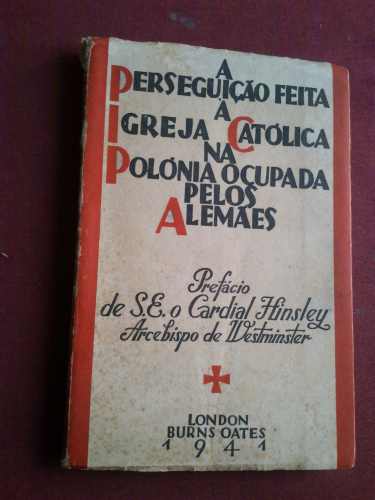 A
PERSEGUIÇÃO FEITA
À
IGREJA CATÓLICA
NA
POLÓNIA OCUPADA
PELOS
ALEMÃES
Prefácio
de S.E. o Cardial Hinsley
Arcebispo de Westminster
LONDON
BURNS OATES
1941